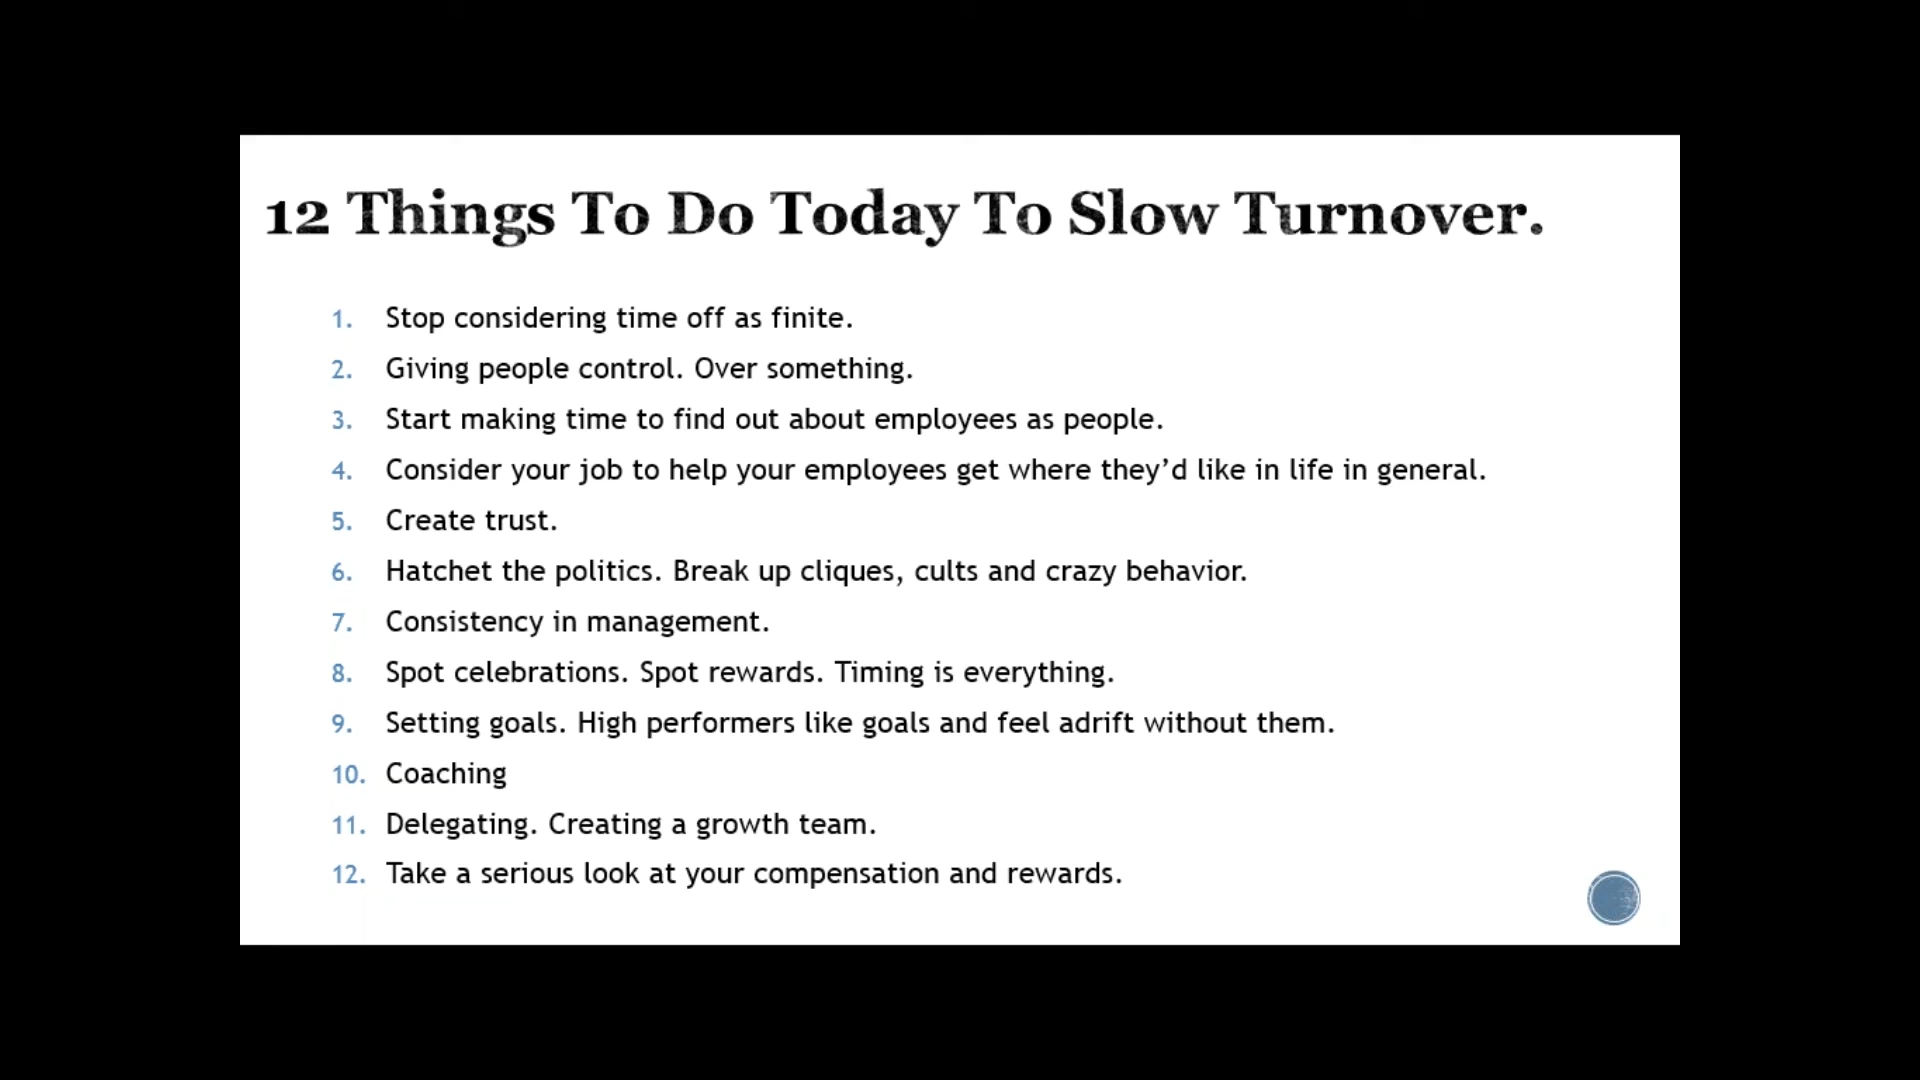 12 Things To Do Today To Slow Turnover.
1. Stop considering time off as finite.
2. Giving people control. Over something.
3. Start making time to find out about employees as people.
4. Consider your job to help your employees get where they’d like in life in general.
5. Create trust.
6. Hatchet the politics. Break up cliques, cults and crazy behavior.
7. Consistency in management.
8. Spot celebrations. Spot rewards. Timing is everything.
9. Setting goals. High performers like goals and feel adrift without them.
10. Coaching
11. Delegating. Creating a growth team.
12. Take a serious look at your compensation and rewards.